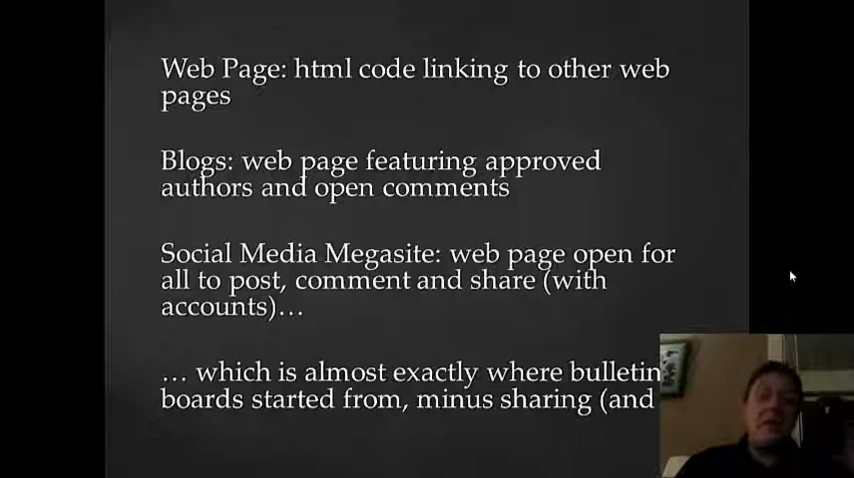 Web Page: html code linking to other web
pages
Blogs: web page featuring approved
authors and open comments
Social Media Megasite: web page open for
all to post, comment and share (with
accounts)…
… which is almost exactly where bulletin
boards started from, minus sharing (and